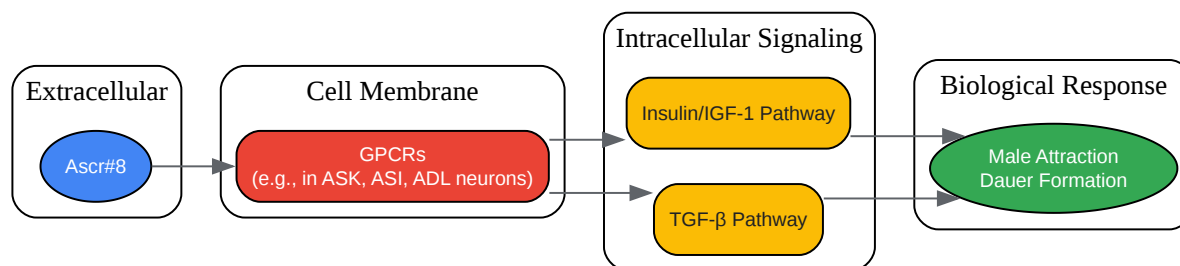 Extracellular
Ascr#8
Cell Membrane
GPCRs
(e.g., in ASK, ASI, ADL neurons)
Intracellular Signaling
Insulin/IGF-1 Pathway
TGF-β Pathway
Biological Response
Male Attraction
Dauer Formation